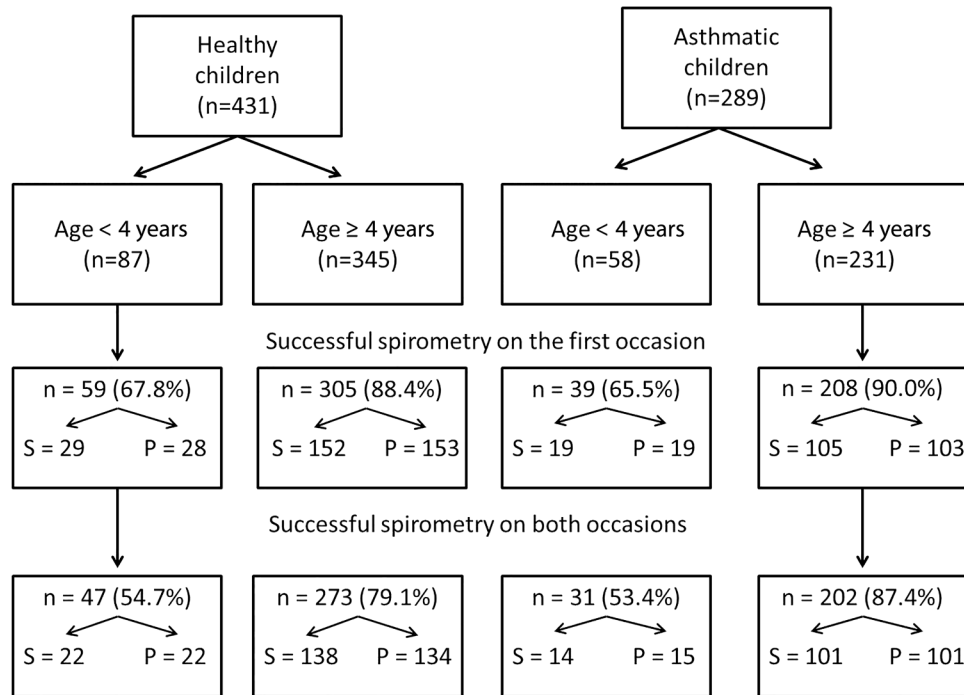 Healthy
children
(n=431)
Asthmatic
children
(n=289)
Age < 4 years
(n=87)
Age ≥ 4 years
(n=345)
Age < 4 years
(n=58)
Age ≥ 4 years
(n=231)
Successful spirometry on the first occasion
n = 59 (67.8%)
S = 29 P = 28
n = 305 (88.4%)
S = 152 P = 153
n = 39 (65.5%)
S = 19 P = 19
n = 208 (90.0%)
S = 105 P = 103
Successful spirometry on both occasions
n = 47 (54.7%)
S = 22 P = 22
n = 273 (79.1%)
S = 138 P = 134
n = 31 (53.4%)
S = 14 P = 15
n = 202 (87.4%)
S = 101 P = 101